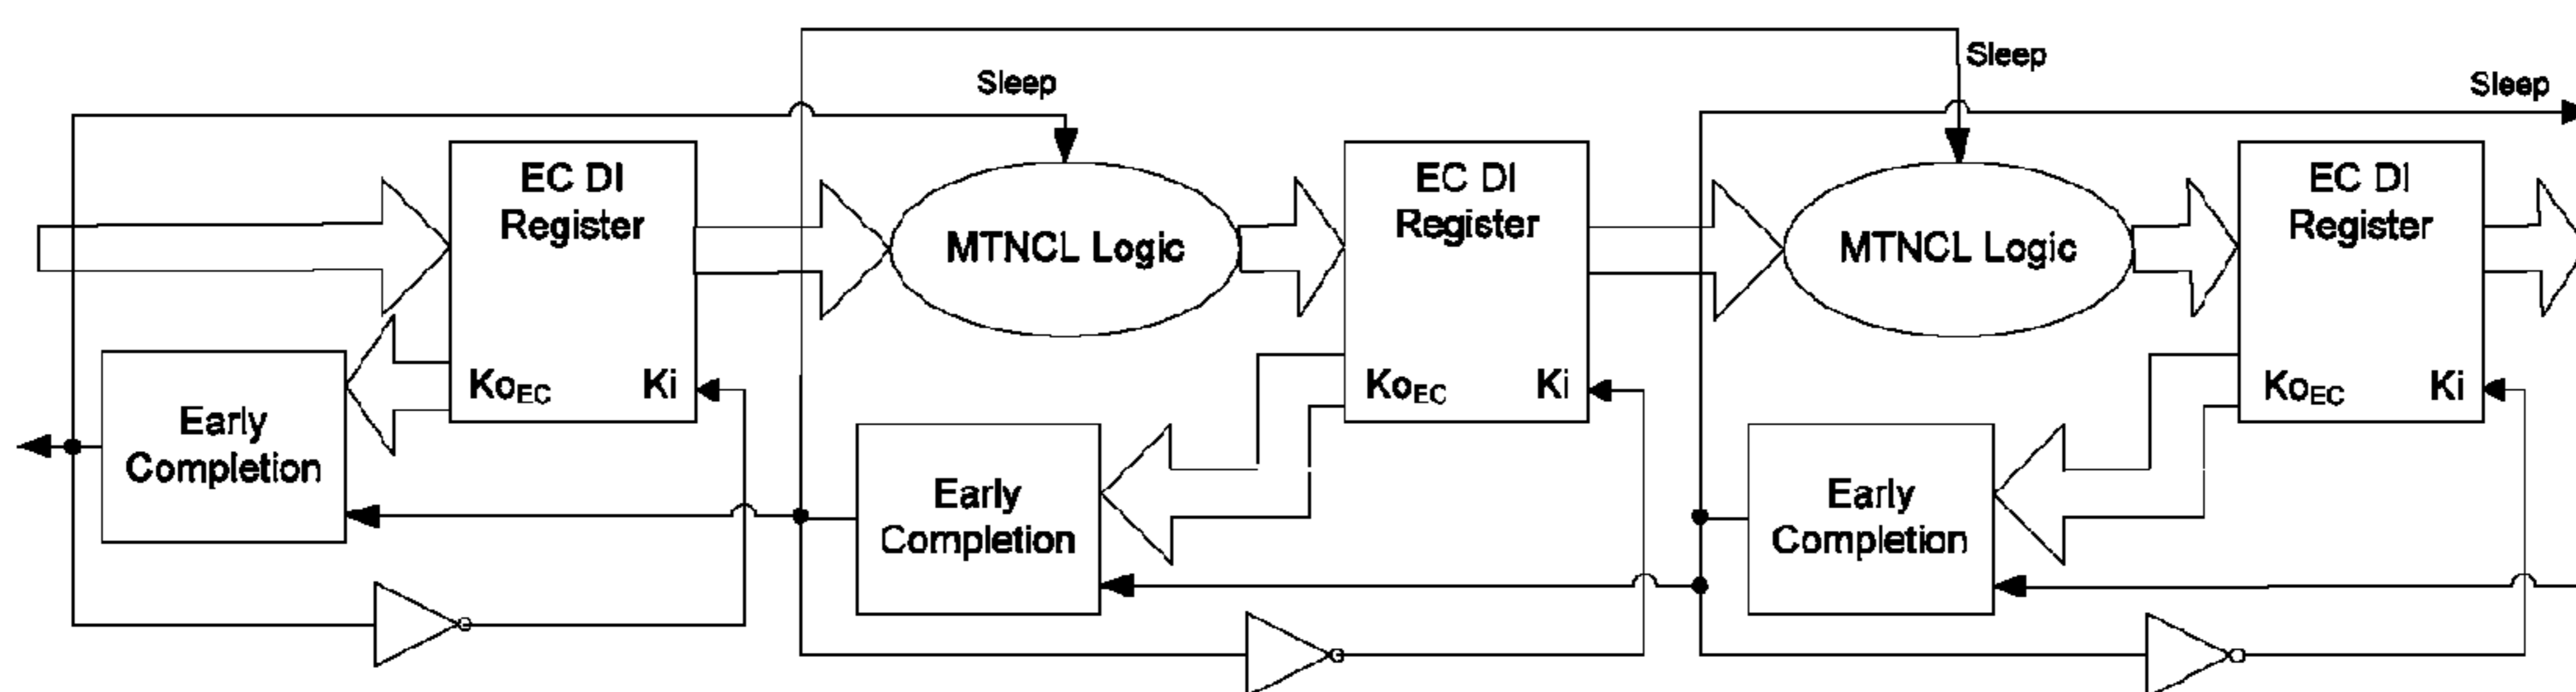 Sleep
Sleep
Sleep
EC DI
Register
KoEC
Ki
MTNCL Logic
EC DI
Register
KoEC
Ki
MTNCL Logic
EC DI
Register
KoEC
Ki
Early
Completion
Early
Completion
Early
Completion